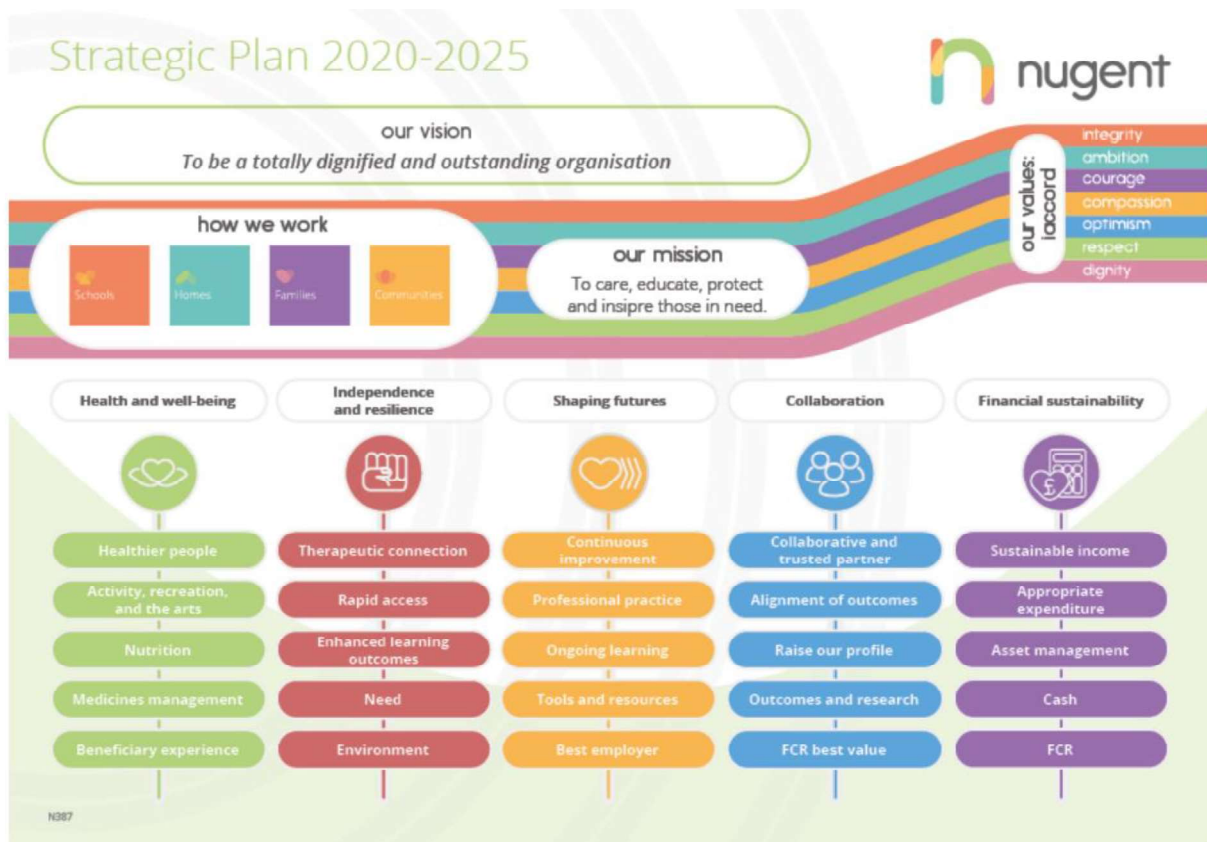 Strategic Plan 2020-2025
nugent
our vision
To be a totally dignified and outstanding organisation
our values:
iaccord
integrity
ambition
courage
compassion
optimism
respect
dignity
how we work
Schools
Homes
Families
Communities
our mission
To care, educate, protect
and insipre those in need.
Health and well-being
Healthier people
Activity, recreation,
and the arts
Nutrition
Medicines management
Beneficiary experience
Independence
and resilience
Therapeutic connection
Rapid access
Enhanced learning
outcomes
Need
Environment
Shaping futures
Continuous
improvement
Professional practice
Ongoing learning
Tools and resources
Best employer
Collaboration
Collaborative and
trusted partner
Alignment of outcomes
Raise our profile
Outcomes and research
FCR best value
Financial sustainability
£
Sustainable income
Appropriate
expenditure
Asset management
Cash
FCR
N387